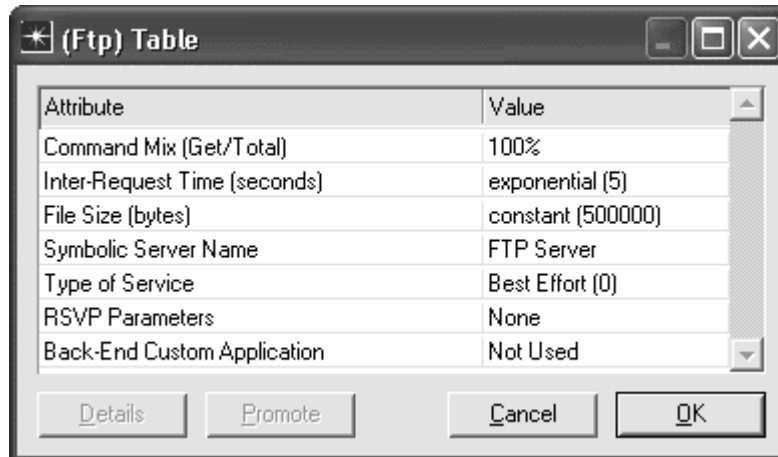 (Ftp) Table
Attribute Value
Command Mix (Get/Total) 100%
Inter-Request Time (seconds) exponential (5)
File Size (bytes) constant (500000)
Symbolic Server Name FTP Server
Type of Service Best Effort (0)
RSVP Parameters None
Back-End Custom Application Not Used
Details Promote Cancel OK